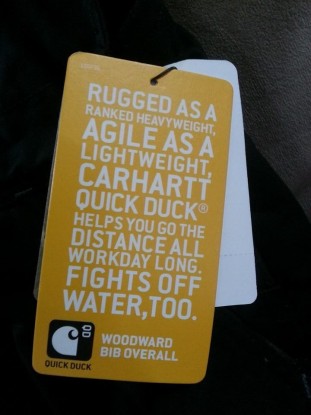 RUGGED AS A
RANKED HEAVYWEIGHT,
AGILE AS A
LIGHTWEIGHT,
CARHARTT
QUICK DUCK®
HELPS YOU GO THE
DISTANCE ALL
WORKDAY LONG.
FIGHTS OFF
WATER, TOO.
QD
QUICK DUCK
WOODWARD
BIB OVERALL